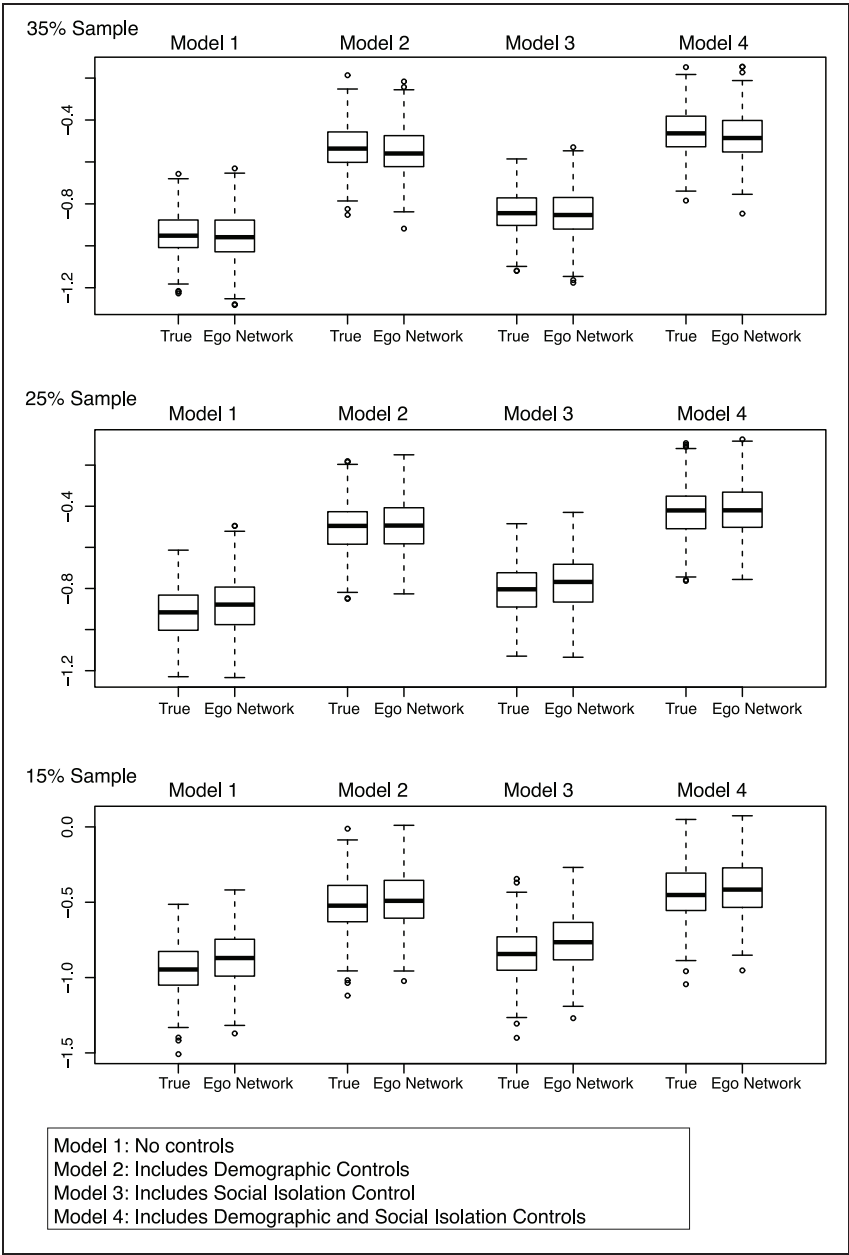 35% Sample
Model 1 Model 2 Model 3 Model 4
−0.4
−0.8
−1.2
True Ego Network True Ego Network True Ego Network True Ego Network
25% Sample
Model 1 Model 2 Model 3 Model 4
−0.4
−0.8
−1.2
True Ego Network True Ego Network True Ego Network True Ego Network
15% Sample
Model 1 Model 2 Model 3 Model 4
0.0
−0.5
−1.0
−1.5
True Ego Network True Ego Network True Ego Network True Ego Network
Model 1: No controls
Model 2: Includes Demographic Controls
Model 3: Includes Social Isolation Control
Model 4: Includes Demographic and Social Isolation Controls